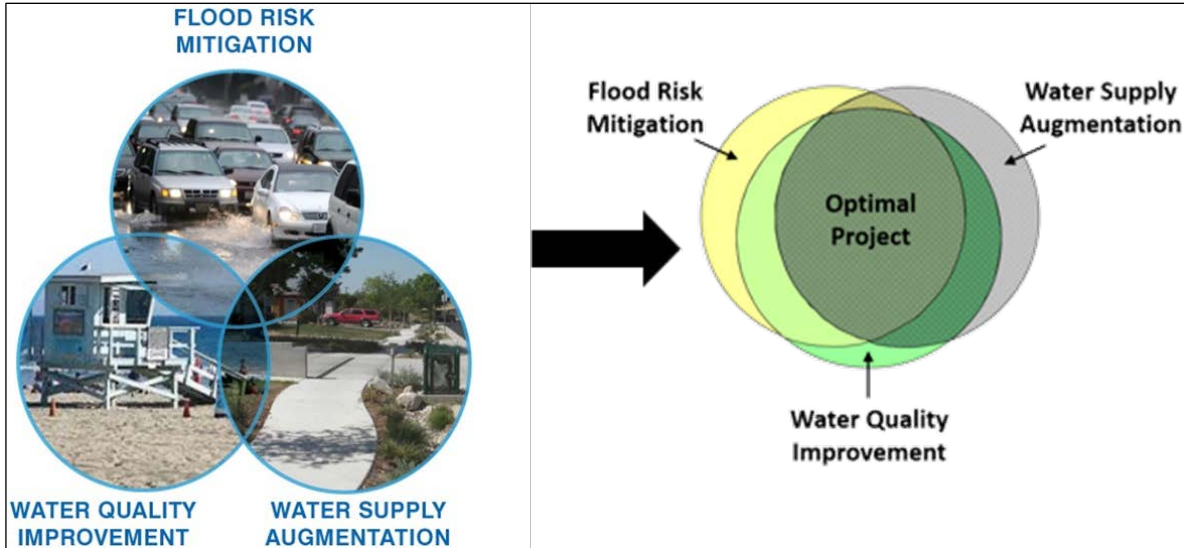 FLOOD RISK
MITIGATION
WATER QUALITY
IMPROVEMENT
WATER SUPPLY
AUGMENTATION
Flood Risk
Mitigation
Water Supply
Augmentation
Optimal
Project
Water Quality
Improvement